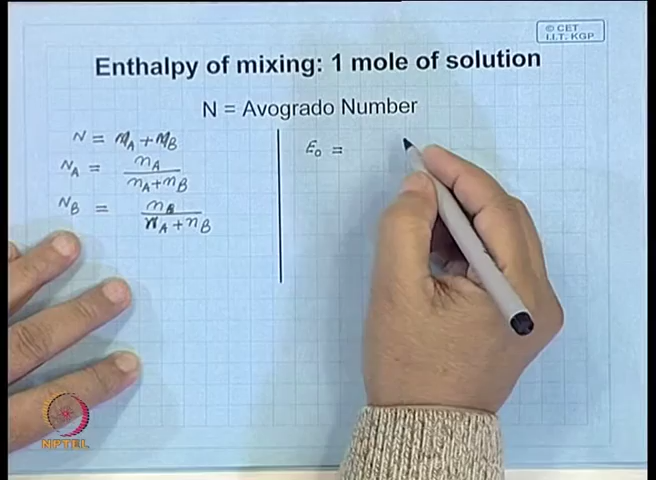 © CET
I.I.T. KGP
Enthalpy of mixing: 1 mole of solution
N = Avogrado Number
N = n_A + n_B
N_A = n_A / (n_A + n_B)
N_B = n_B / (n_A + n_B)
E_0 =
NPTEL